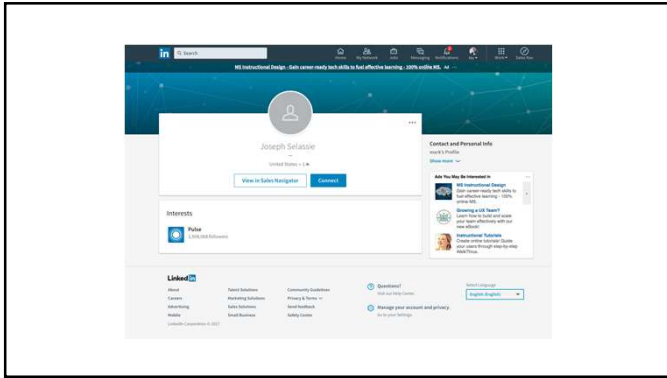 in Search
Home My Network Jobs Messaging Notifications Me Work Sales Nav
MS Instructional Design - Gain career-ready tech skills to fuel effective learning - 100% online MS. Ad ...
Joseph Selassie
--
United States
View in Sales Navigator Connect
Interests
Pulse
Contact and Personal Info
Show more
Ads You May Be Interested In
MS Instructional Design
Gain career-ready tech skills to
fuel effective learning - 100%
online MS.
Growing a UX Team?
Learn how to build and scale
your team effectively with our
new eBook!
Instructional Tutorials
Create online tutorials! Guide
your users through step-by-step
WalkThrus.
Linked in
About Talent Solutions Community Guidelines
Careers Marketing Solutions Privacy & Terms
Advertising Sales Solutions Send feedback
Mobile Small Business Safety Center
LinkedIn Corporation © 2017
Questions?
Visit our Help Center.
Manage your account and privacy.
Go to your Settings.
Select Language
English (English)